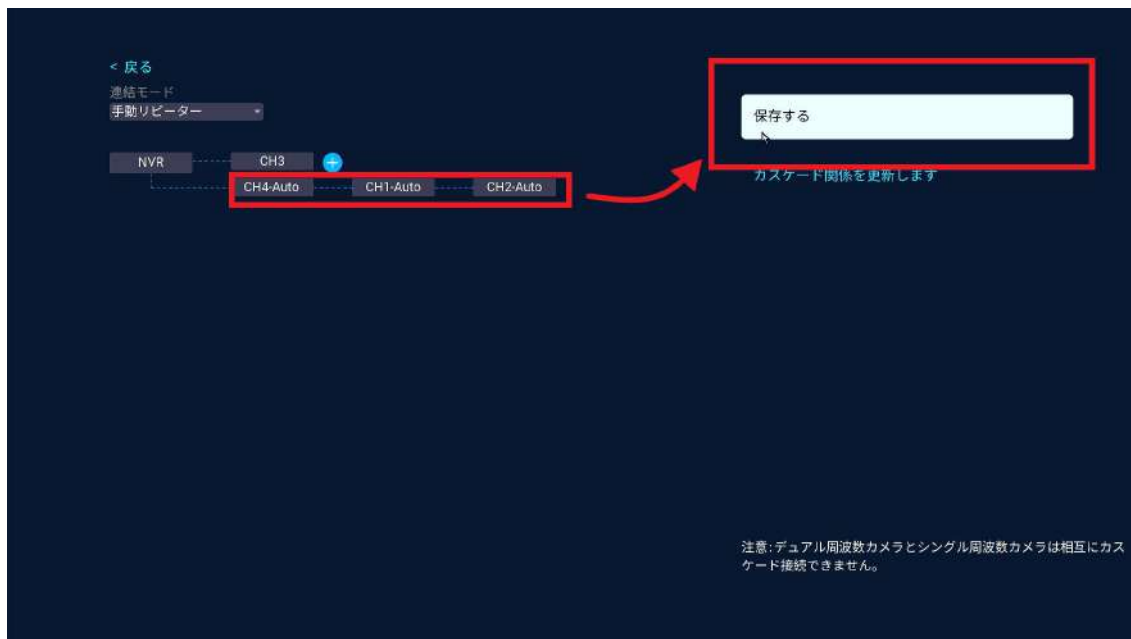 < 戻る
連結モード
手動リピーター
NVR CH3
CH4-Auto CH1-Auto CH2-Auto
保存する
カスケード関係を更新します
注意:デュアル周波数カメラとシングル周波数カメラは相互にカス
ケード接続できません。